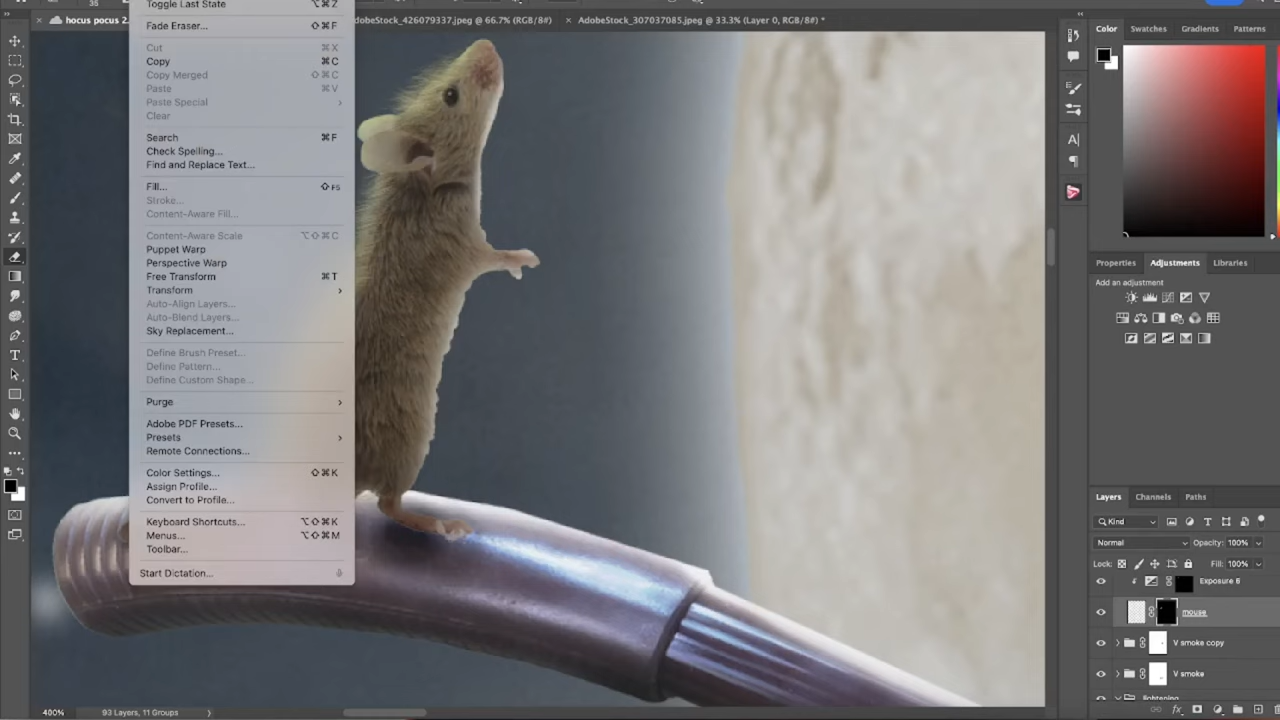 Toggle Last State ⌥⌘Z
35
hocus pocus 2.
dobeStock_426079337.jpeg @ 66.7% (RGB/8#)
× AdobeStock_307037085.jpeg @ 33.3% (Layer 0, RGB/8#) *
Fade Eraser... ⇧⌘F
Cut ⌘X
Copy ⌘C
Copy Merged ⇧⌘C
Paste ⌘V
Paste Special
Clear
Search ⌘F
Check Spelling...
Find and Replace Text...
Fill... ⇧F5
Stroke...
Content-Aware Fill...
Content-Aware Scale ⌥⇧⌘C
Puppet Warp
Perspective Warp
Free Transform ⌘T
Transform
Auto-Align Layers...
Auto-Blend Layers...
Sky Replacement...
Define Brush Preset...
Define Pattern...
Define Custom Shape...
Purge
Adobe PDF Presets...
Presets
Remote Connections...
Color Settings... ⇧⌘K
Assign Profile...
Convert to Profile...
Keyboard Shortcuts... ⌥⇧⌘K
Menus... ⌥⇧⌘M
Toolbar...
Start Dictation...
400% 93 Layers, 11 Groups
Color Swatches Gradients Patterns
Properties Adjustments Libraries
Add an adjustment
Layers Channels Paths
Kind
Normal Opacity: 100%
Lock: Fill: 100%
Exposure 6
mouse
V smoke copy
V smoke
lightening